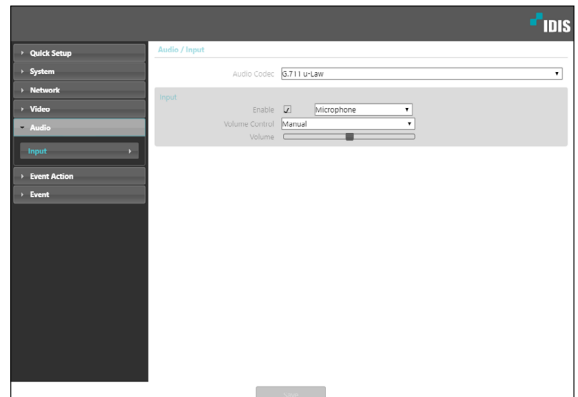 IDIS
Quick Setup
System
Network
Video
Audio
Input
Event Action
Event
Audio / Input
Audio Codec G.711 u-Law
Input
Enable Microphone
Volume Control Manual
Volume